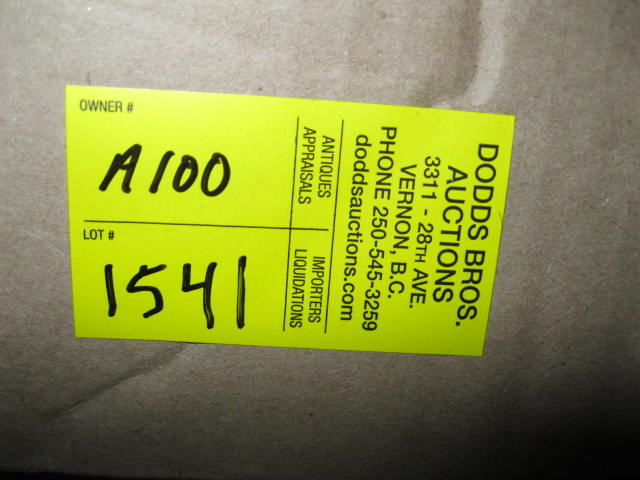 OWNER #
A100
LOT #
1541
ANTIQUES
APPRAISALS
IMPORTERS
LIQUIDATIONS
DODDS BROS.
AUCTIONS
3311 - 28TH AVE.
VERNON, B.C.
PHONE 250-545-3259
doddsauctions.com